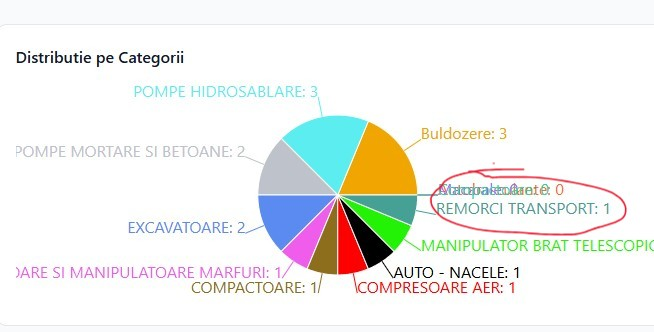 Distributie pe Categorii
POMPE HIDROSABLARE: 3
Buldozere: 3
POMPE MORTARE SI BETOANE: 2
: 0
REMORCI TRANSPORT: 1
EXCAVATOARE: 2
MANIPULATOR BRAT TELESCOPIC
OARE SI MANIPULATOARE MARFURI: 1
AUTO - NACELE: 1
COMPACTOARE: 1
COMPRESOARE AER: 1